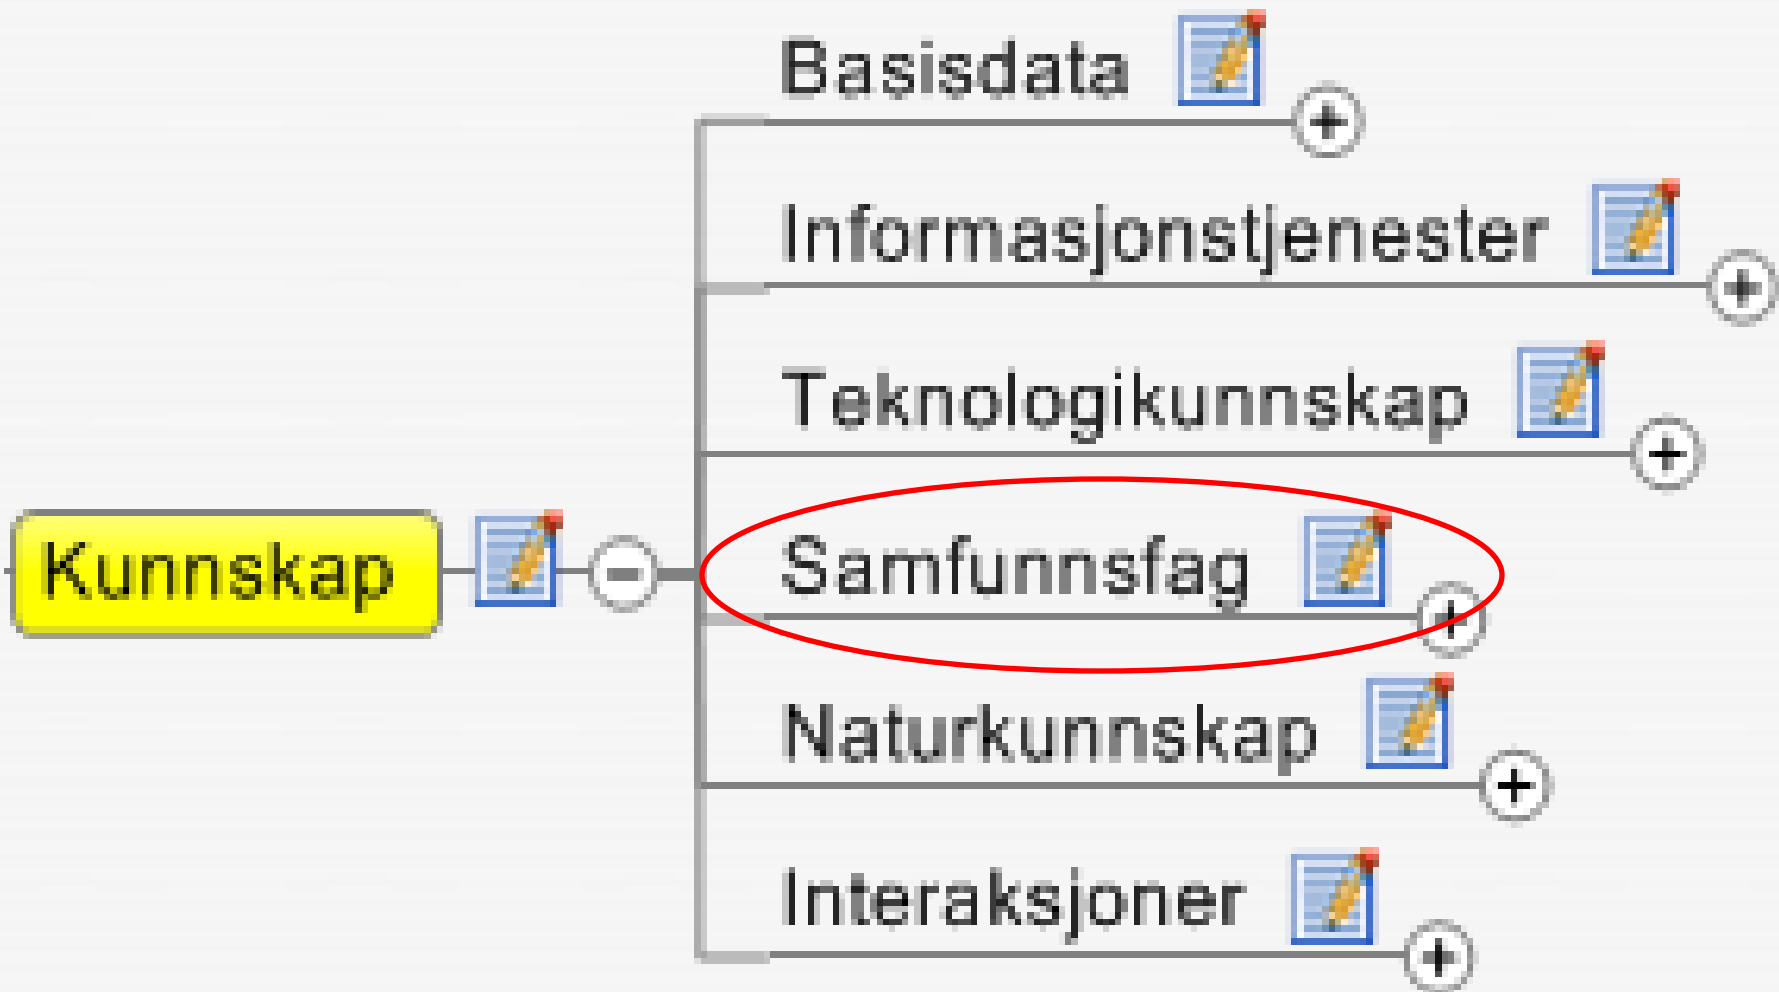 Basisdata
Informasjonstjenester
Teknologikunnskap
Kunnskap
Samfunnsfag
Naturkunnskap
Interaksjoner